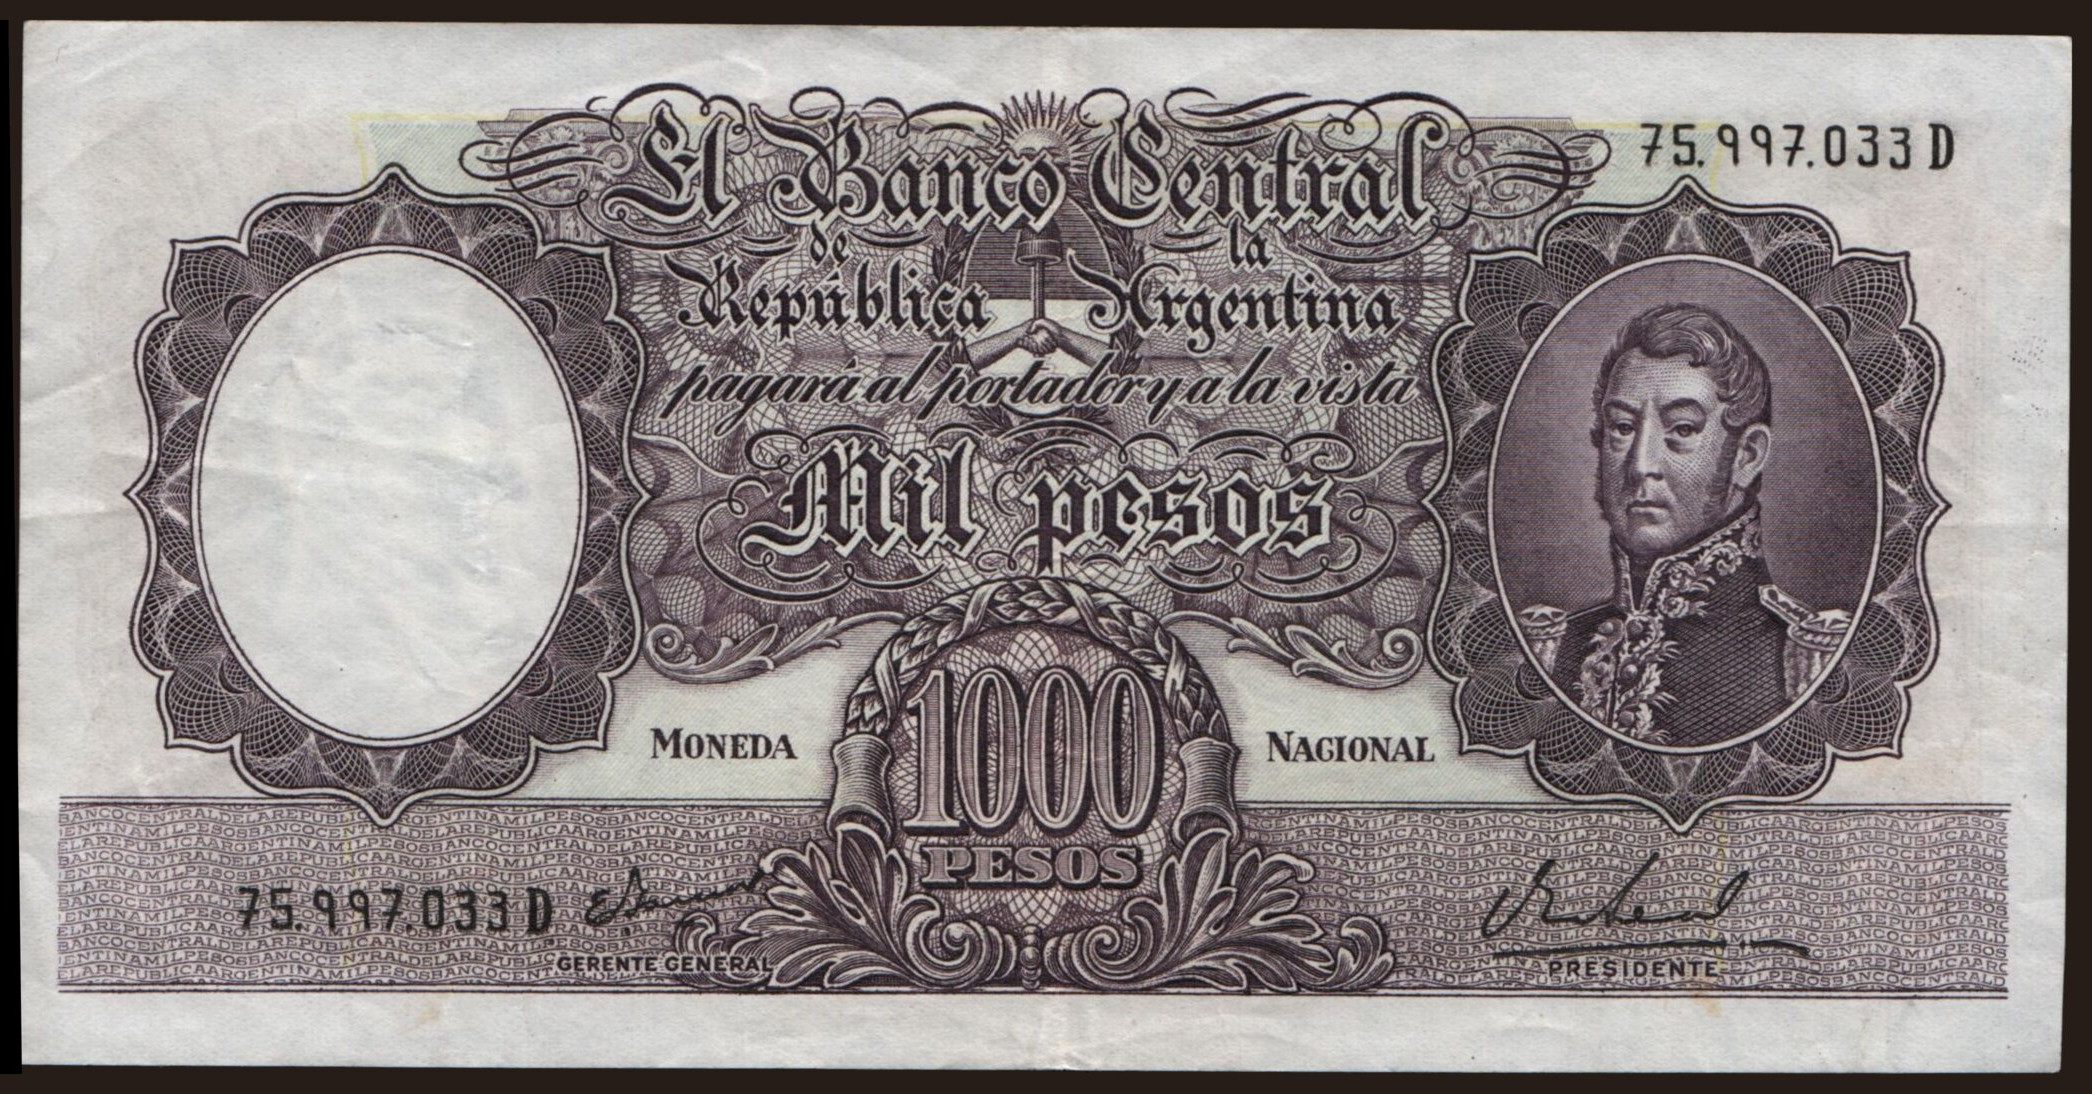 75.997.033 D
El Banco Central
de la
República Argentina
pagará al portador y a la vista
Mil pesos
MONEDA NACIONAL
1000
PESOS
75.997.033 D
GERENTE GENERAL
PRESIDENTE